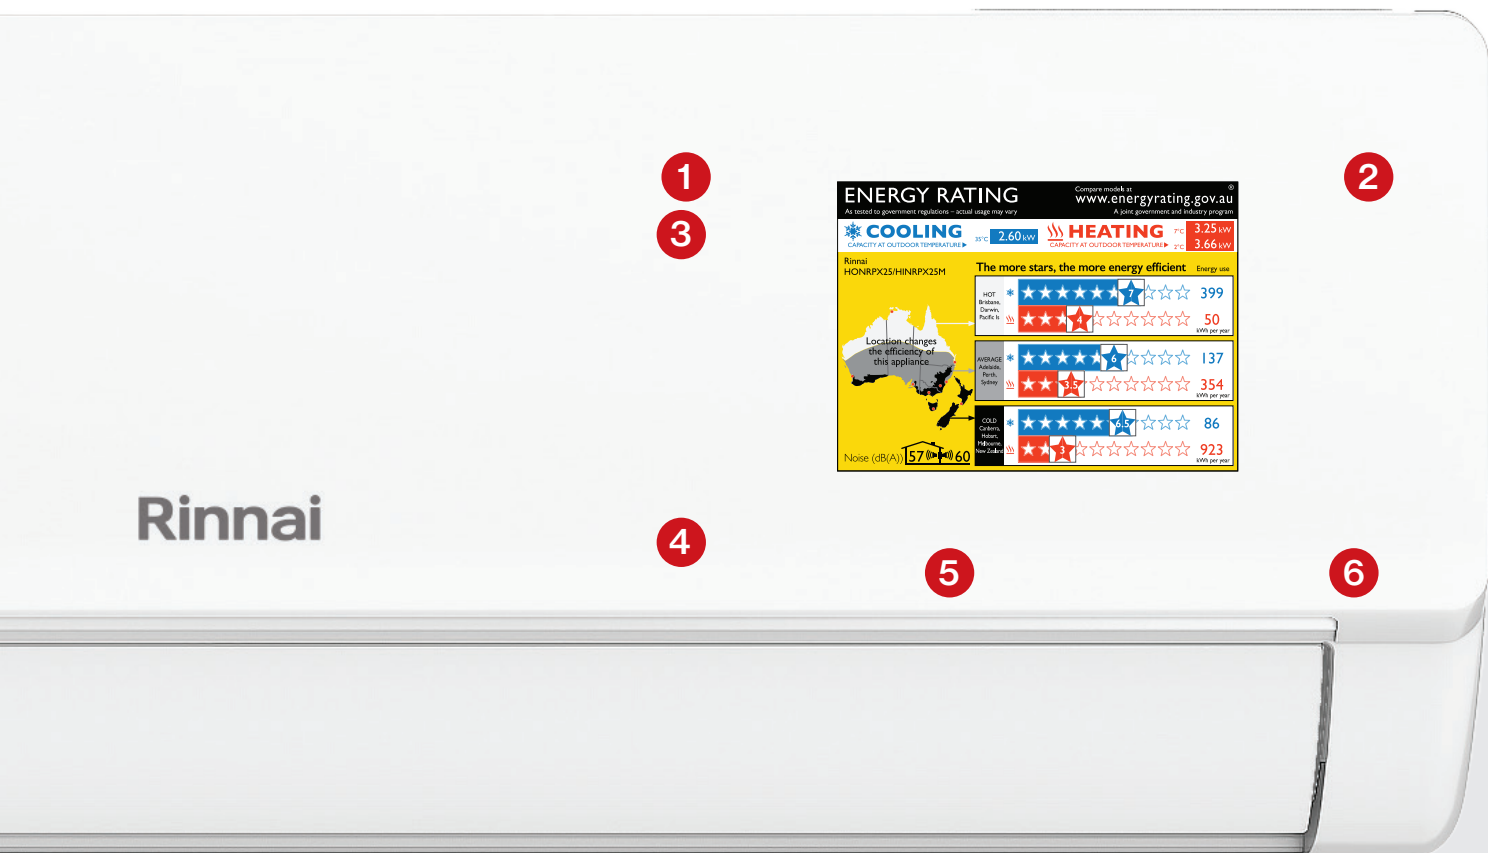 1
2
3
ENERGY RATING
As tested to government regulations – actual usage may vary
Compare models at
www.energyrating.gov.au
®
A joint government and industry program
COOLING
CAPACITY AT OUTDOOR TEMPERATURE
35°C 2.60 kW
HEATING
CAPACITY AT OUTDOOR TEMPERATURE
7°C 3.25 kW
2°C 3.66 kW
Rinnai
HONRPX25/HINRPX25M
The more stars, the more energy efficient
Energy use
Location changes
the efficiency of
this appliance
HOT
Brisbane,
Darwin,
Pacific Is
7
399
4
50
kWh per year
AVERAGE
Adelaide,
Perth,
Sydney
6
137
3.5
354
kWh per year
COLD
Canberra,
Hobart,
Melbourne,
New Zealand
6.5
86
3
923
kWh per year
Noise (dB(A)) 57 60
Rinnai
4
5
6